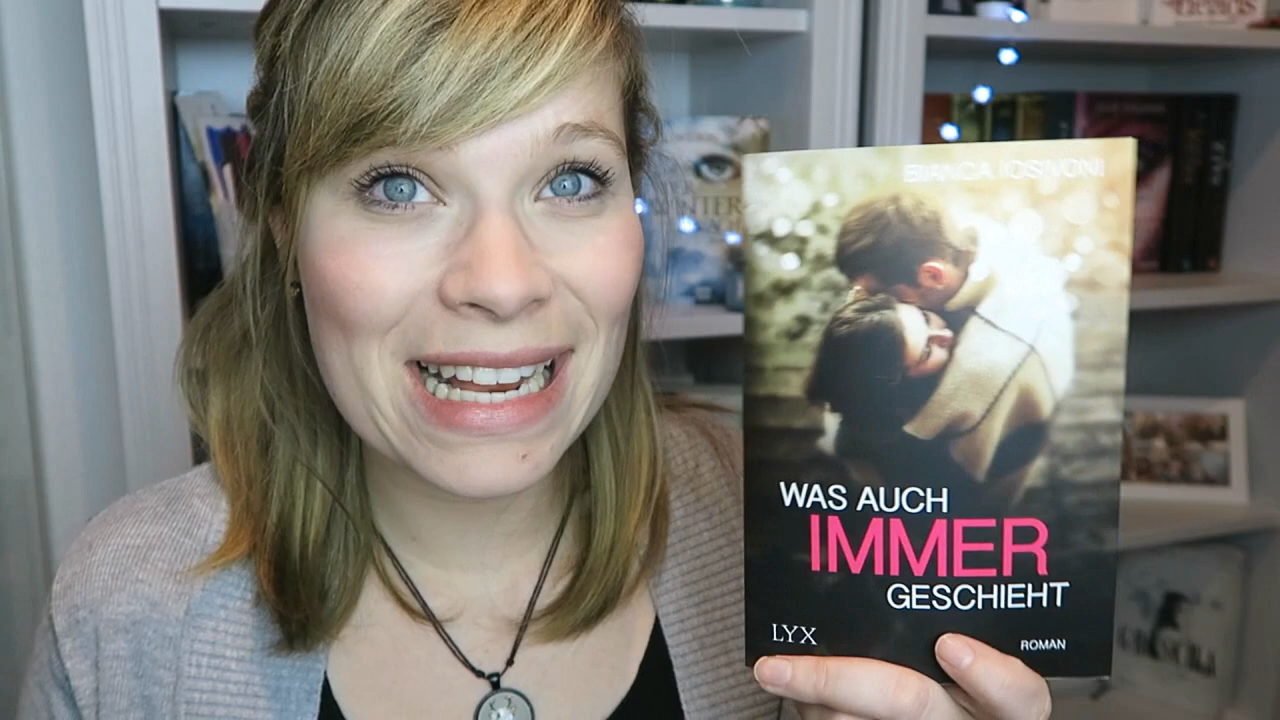 BIANCA IOSIVONI
WAS AUCH
IMMER
GESCHIEHT
LYX
ROMAN